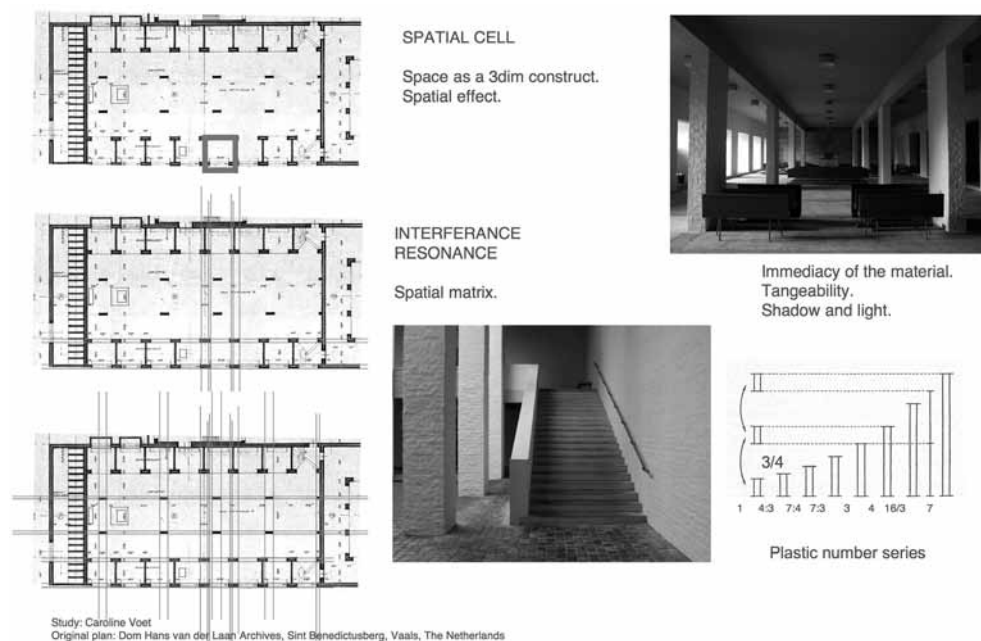 SPATIAL CELL
Space as a 3dim construct.
Spatial effect.
INTERFERANCE
RESONANCE
Spatial matrix.
Immediacy of the material.
Tangeability.
Shadow and light.
3/4
1 4:3 7:4 7:3 3 4 16/3 7
Plastic number series
Study: Caroline Voet
Original plan: Dom Hans van der Laan Archives, Sint Benedictusberg, Vaals, The Netherlands